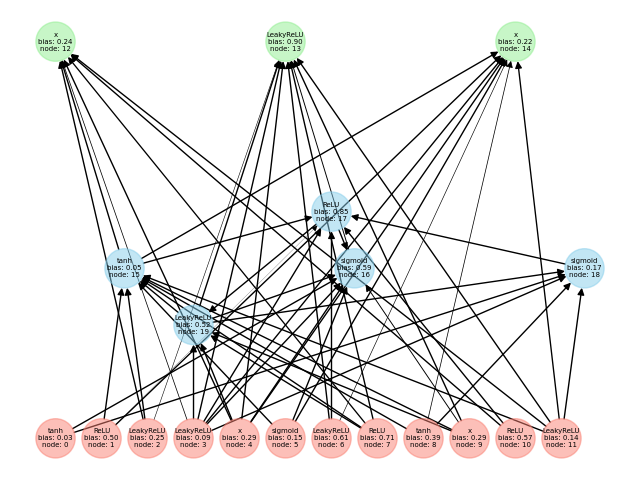 x
bias: 0.24
node: 12
LeakyReLU
bias: 0.90
node: 13
x
bias: 0.22
node: 14
ReLU
bias: 0.85
node: 17
tanh
bias: 0.05
node: 15
sigmoid
bias: 0.59
node: 16
sigmoid
bias: 0.17
node: 18
LeakyReLU
bias: 0.52
node: 19
tanh
bias: 0.03
node: 0
ReLU
bias: 0.50
node: 1
LeakyReLU
bias: 0.25
node: 2
LeakyReLU
bias: 0.09
node: 3
x
bias: 0.29
node: 4
sigmoid
bias: 0.15
node: 5
LeakyReLU
bias: 0.61
node: 6
ReLU
bias: 0.71
node: 7
tanh
bias: 0.39
node: 8
x
bias: 0.29
node: 9
ReLU
bias: 0.57
node: 10
LeakyReLU
bias: 0.14
node: 11